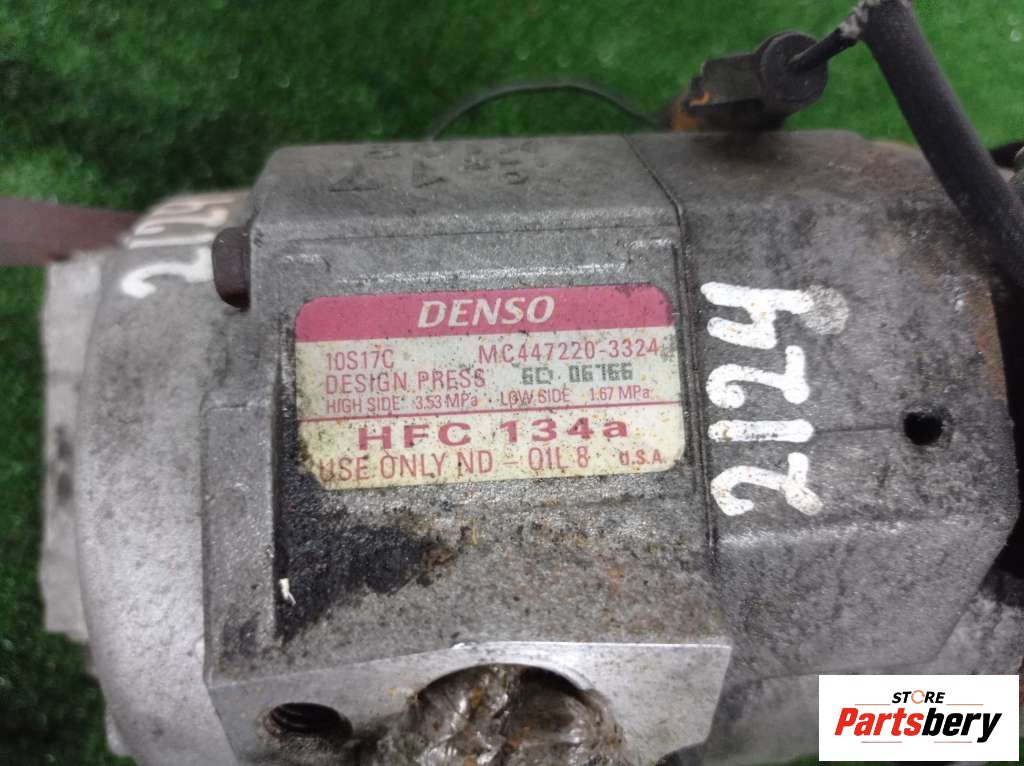 DENSO
10S17C MC447220-3324
DESIGN PRESS 6D 06766
HIGH SIDE 3.53 MPa LOW SIDE 1.67 MPa
HFC 134a
USE ONLY ND-OIL 8 U.S.A
21724
STORE
Partsbery